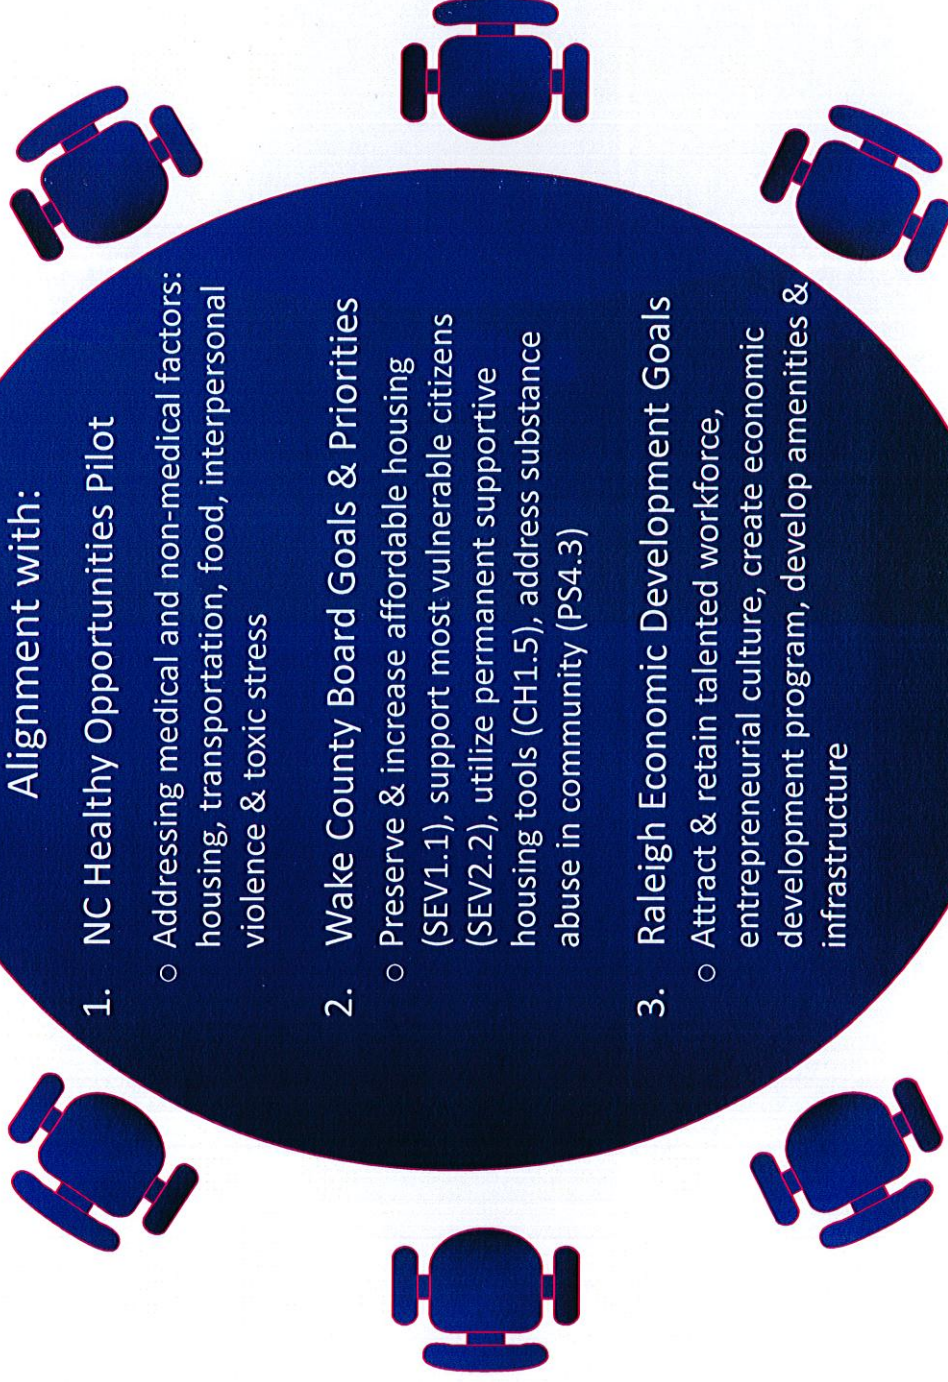 Alignment with:
1. NC Healthy Opportunities Pilot
○ Addressing medical and non-medical factors:
housing, transportation, food, interpersonal
violence & toxic stress
2. Wake County Board Goals & Priorities
○ Preserve & increase affordable housing
(SEV1.1), support most vulnerable citizens
(SEV2.2), utilize permanent supportive
housing tools (CH1.5), address substance
abuse in community (PS4.3)
3. Raleigh Economic Development Goals
○ Attract & retain talented workforce,
entrepreneurial culture, create economic
development program, develop amenities &
infrastructure